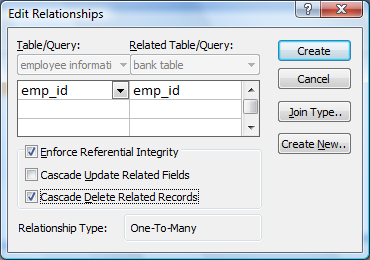 Edit Relationships
?
Table/Query: Related Table/Query:
employee informati bank table
emp_id emp_id
Create
Cancel
Join Type..
Create New..
Enforce Referential Integrity
Cascade Update Related Fields
Cascade Delete Related Records
Relationship Type: One-To-Many